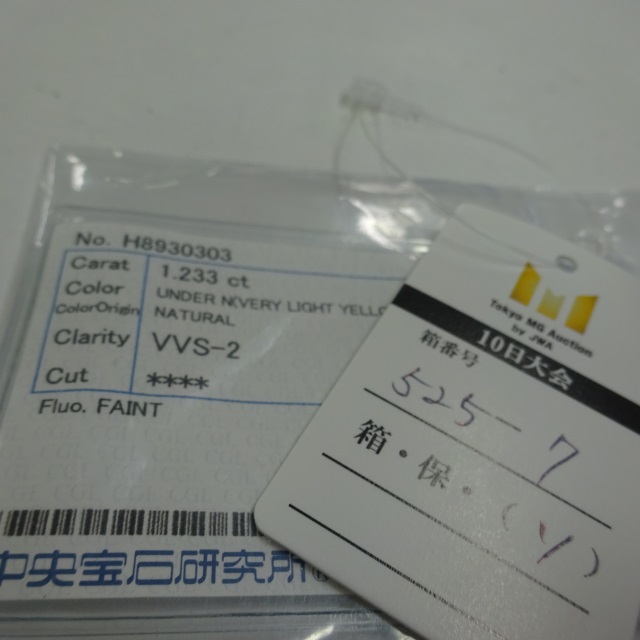 No. H8930303
Carat 1.233 ct
Color UNDER N(VERY LIGHT YELLO
ColorOrigin NATURAL
Clarity VVS-2
Cut ****
Fluo. FAINT
中央宝石研究所
Tokyo MG Auction
by JWA
10日大会
箱番号
525-7
箱・保・(ソ)